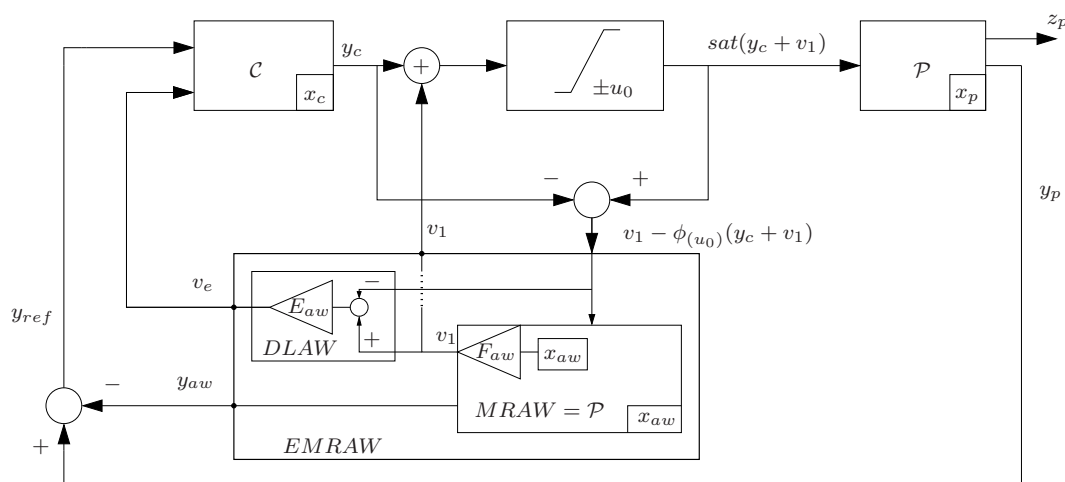 z_p
y_c
sat(y_c + v_1)
C
+
±u_0
P
x_c
x_p
−
+
y_p
v_1
v_1 − ϕ_(u_0)(y_c + v_1)
v_e
−
E_aw
y_ref
+
v_1
DLAW
F_aw
x_aw
−
y_aw
MRAW = P
x_aw
+
EMRAW